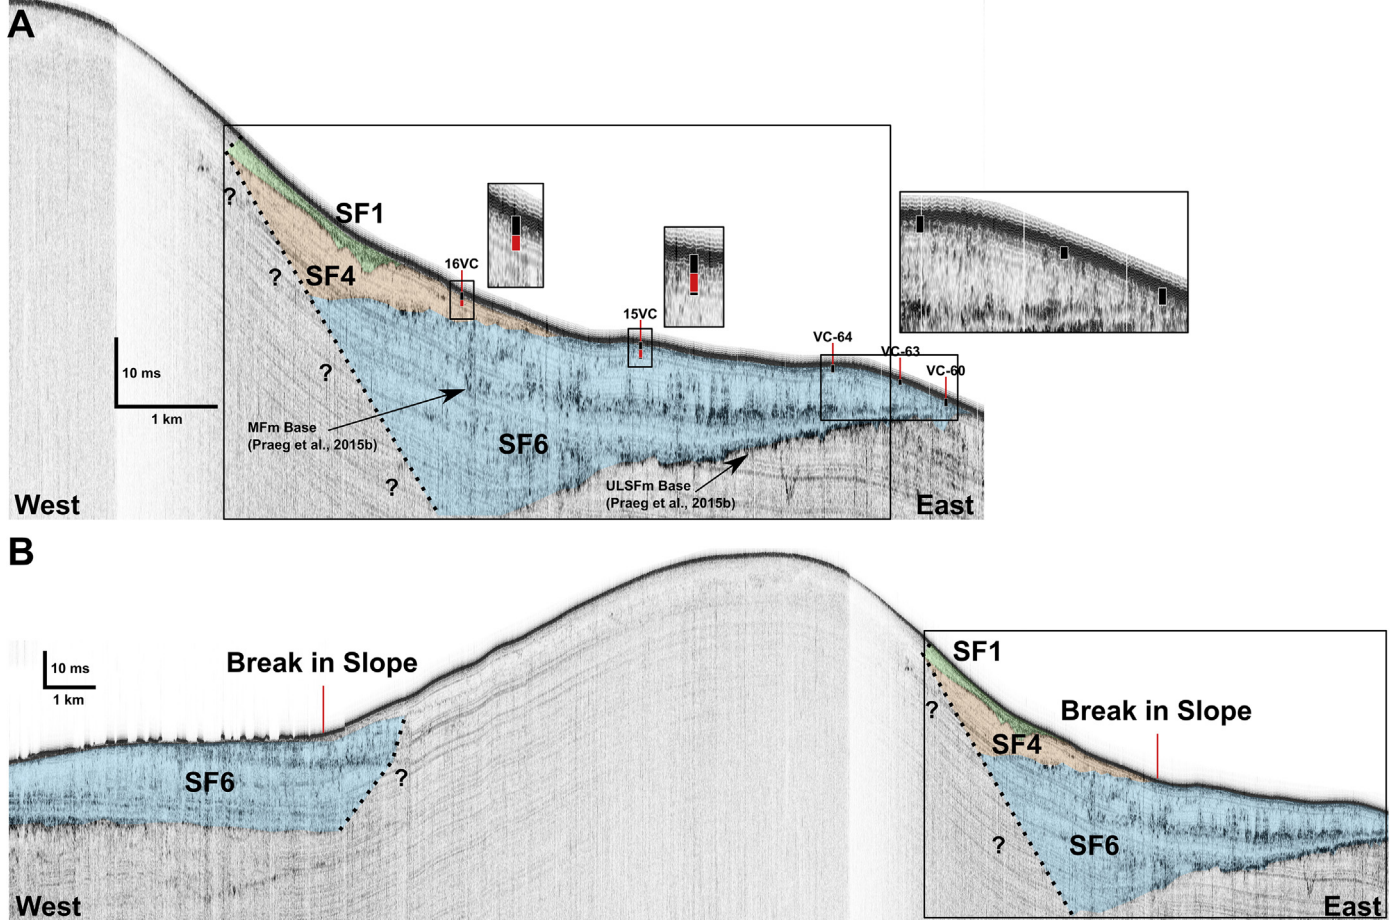 A
SF1
?
SF4
?
16VC
15VC
VC-64
VC-63
VC-60
10 ms
1 km
?
MFm Base
(Praeg et al., 2015b)
SF6
?
ULSFm Base
(Praeg et al., 2015b)
West
East
B
Break in Slope
10 ms
1 km
SF6
?
SF1
?
Break in Slope
SF4
?
SF6
West
East